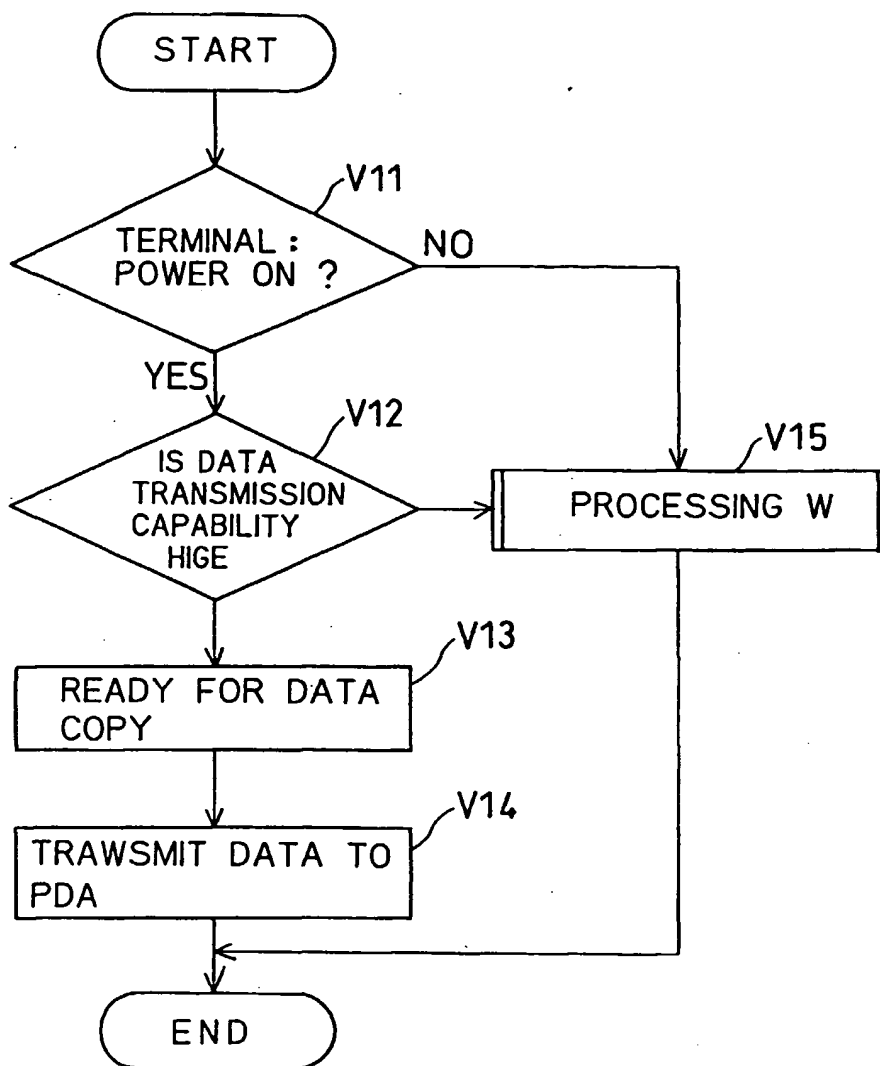 START
V11
TERMINAL :
POWER ON ?
NO
YES
V12
IS DATA
TRANSMISSION
CAPABILITY
HIGE
V15
PROCESSING W
V13
READY FOR DATA
COPY
V14
TRAWSMIT DATA TO
PDA
END